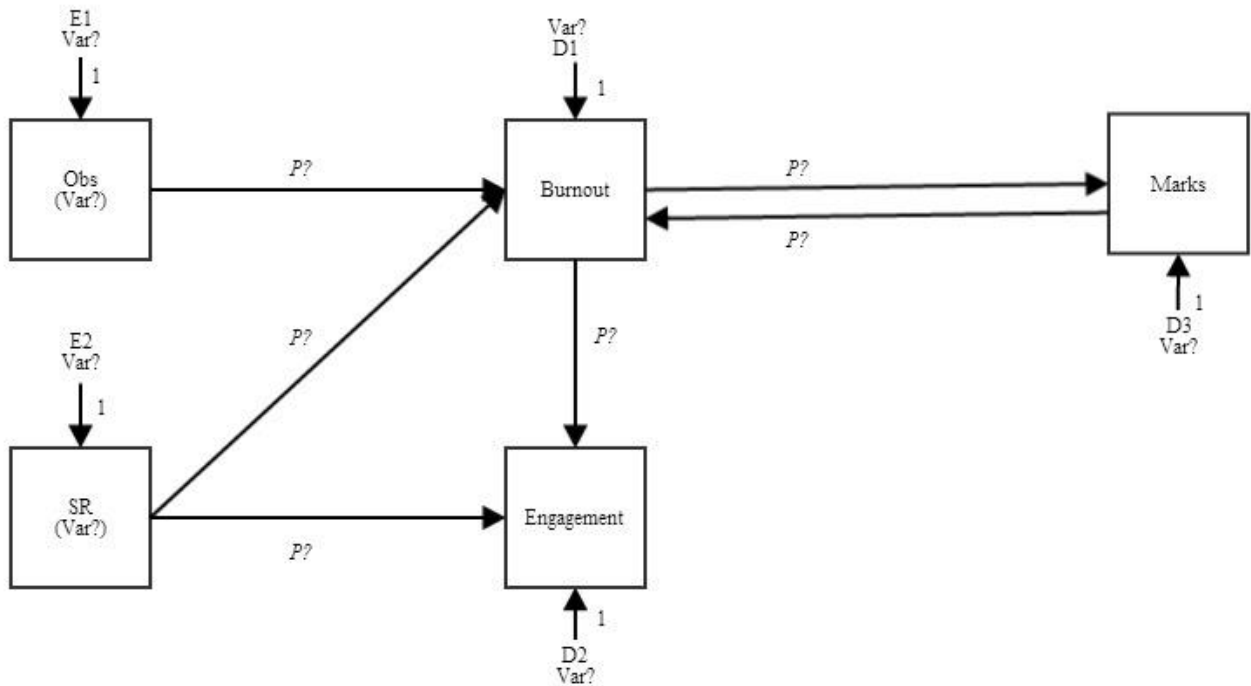 E1
Var?
1
Var?
D1
1
Obs
(Var?)
P?
Burnout
P?
Marks
P?
E2
Var?
1
P?
P?
1
D3
Var?
SR
(Var?)
P?
Engagement
1
D2
Var?